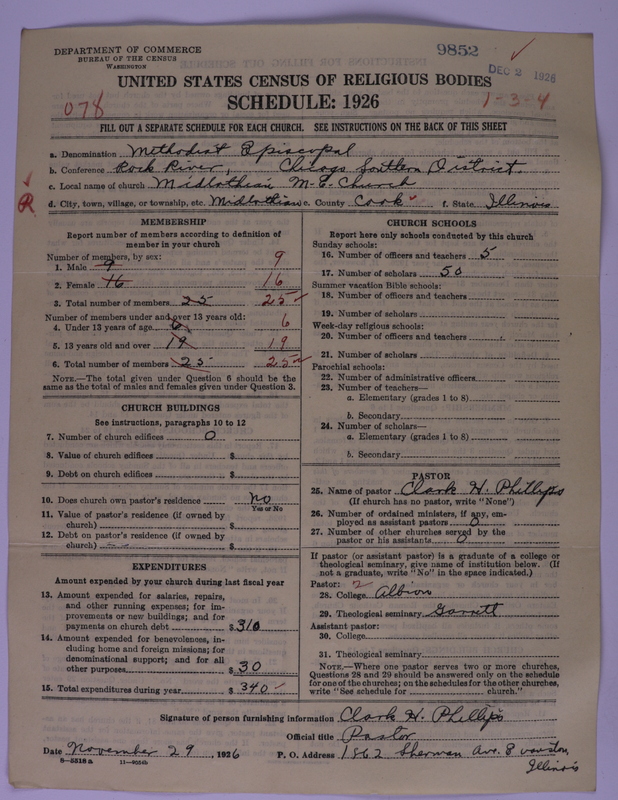 DEPARTMENT OF COMMERCE
BUREAU OF THE CENSUS
WASHINGTON
9852
DEC 2 1926
UNITED STATES CENSUS OF RELIGIOUS BODIES
SCHEDULE: 1926
078
1-3-4
FILL OUT A SEPARATE SCHEDULE FOR EACH CHURCH. SEE INSTRUCTIONS ON THE BACK OF THIS SHEET
a. Denomination Methodist Episcopal
b. Conference Rock River, Chicago Southern District
c. Local name of church Midlothian M.E. Church
R
d. City, town, village, or township, etc. Midlothian e. County Cook f. State Illinois
MEMBERSHIP
Report number of members according to definition of member in your church
Number of members, by sex:
1. Male 9 9
2. Female 16 16
3. Total number of members 25 25
Number of members under and over 13 years old:
4. Under 13 years of age 6 6
5. 13 years old and over 19 19
6. Total number of members 25 25
NOTE.—The total given under Question 6 should be the
same as the total of males and females given under Question 3.
CHURCH BUILDINGS
See instructions, paragraphs 10 to 12
7. Number of church edifices 0
8. Value of church edifices $
9. Debt on church edifices $
10. Does church own pastor's residence No
Yes or No
11. Value of pastor's residence (if owned by
church) $
12. Debt on pastor's residence (if owned by
church) $
EXPENDITURES
Amount expended by your church during last fiscal year
13. Amount expended for salaries, repairs,
and other running expenses; for im-
provements or new buildings; and for
payments on church debt $310
14. Amount expended for benevolences, in-
cluding home and foreign missions; for
denominational support; and for all
other purposes $30
15. Total expenditures during year $340
CHURCH SCHOOLS
Report here only schools conducted by this church
Sunday schools:
16. Number of officers and teachers 5
17. Number of scholars 50
Summer vacation Bible schools:
18. Number of officers and teachers
19. Number of scholars
Week-day religious schools:
20. Number of officers and teachers
21. Number of scholars
Parochial schools:
22. Number of administrative officers
23. Number of teachers—
a. Elementary (grades 1 to 8)
b. Secondary
24. Number of scholars—
a. Elementary (grades 1 to 8)
b. Secondary
PASTOR
25. Name of pastor Clark H. Phillips
(If church has no pastor, write "None")
26. Number of ordained ministers, if any, em-
ployed as assistant pastors 0
27. Number of other churches served by the
pastor or his assistants 0
If pastor (or assistant pastor) is a graduate of a college or
theological seminary, give name of institution below. (If
not a graduate, write "No" in the space indicated.)
Pastor: 2
28. College Albion
29. Theological seminary Garrett
Assistant pastor:
30. College
31. Theological seminary
NOTE.—Where one pastor serves two or more churches,
Questions 28 and 29 should be answered only on the schedule
for one of the churches; on the schedules for the other churches,
write "See schedule for church."
Signature of person furnishing information Clark H. Phillips
Official title Pastor
Date November 29, 1926 P. O. Address 1862 Sherman Ave. Evanston,
Illinois
8—5518 a